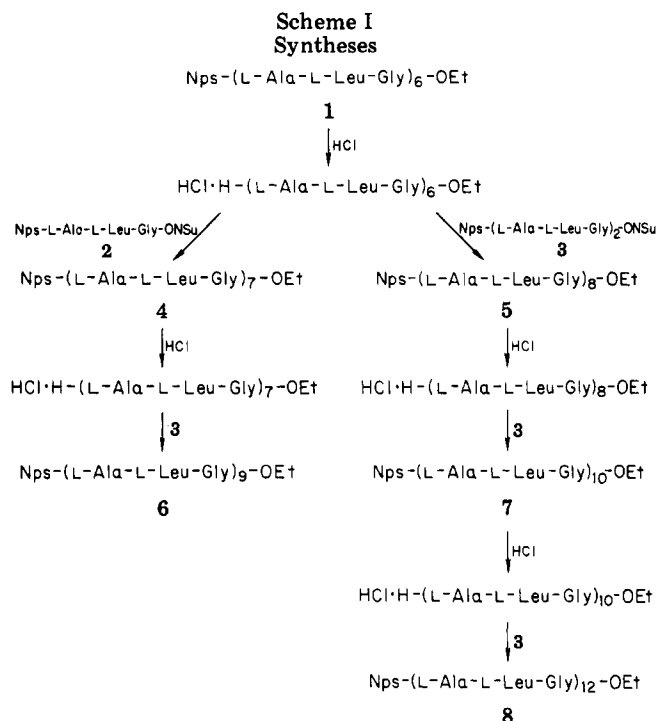 Scheme I
Syntheses
Nps-(L-Ala-L-Leu-Gly)6-OEt
1
HCl
HCl·H-(L-Ala-L-Leu-Gly)6-OEt
Nps-L-Ala-L-Leu-Gly-ONSu
2
Nps-(L-Ala-L-Leu-Gly)2-ONSu
3
Nps-(L-Ala-L-Leu-Gly)7-OEt
4
Nps-(L-Ala-L-Leu-Gly)8-OEt
5
HCl
HCl
HCl·H-(L-Ala-L-Leu-Gly)7-OEt
HCl·H-(L-Ala-L-Leu-Gly)8-OEt
3
3
Nps-(L-Ala-L-Leu-Gly)9-OEt
6
Nps-(L-Ala-L-Leu-Gly)10-OEt
7
HCl
HCl·H-(L-Ala-L-Leu-Gly)10-OEt
3
Nps-(L-Ala-L-Leu-Gly)12-OEt
8